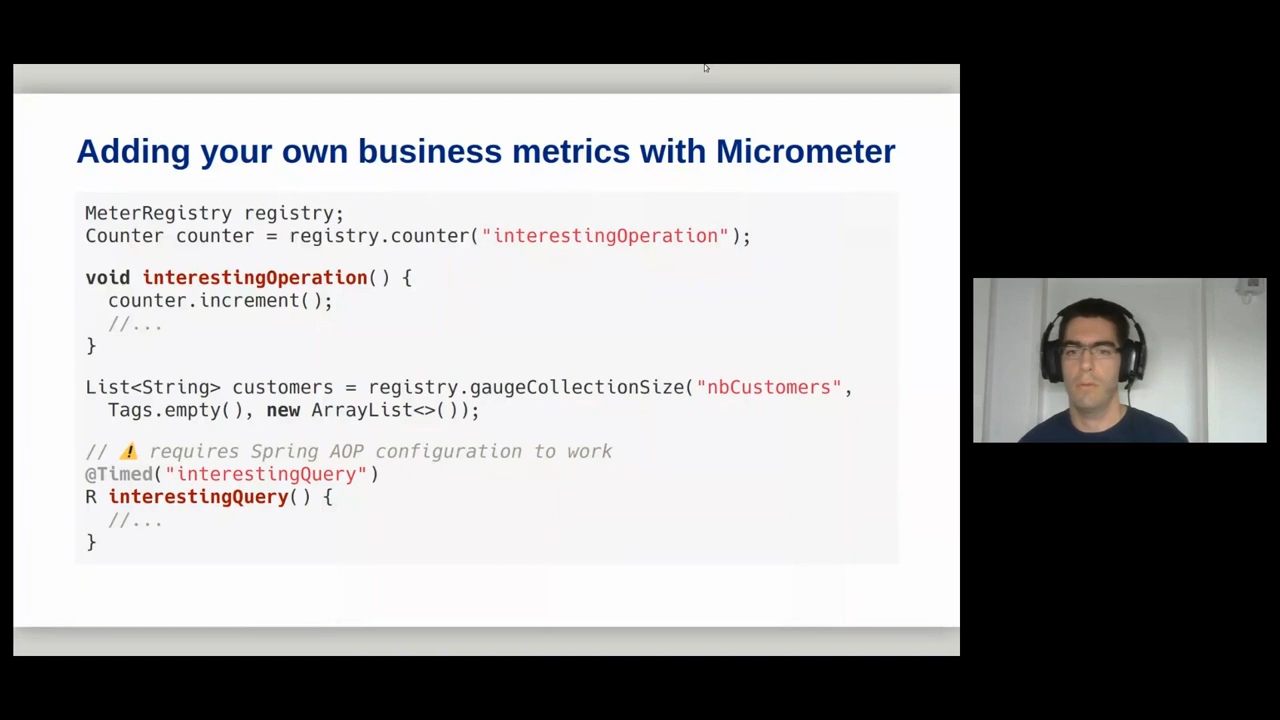 Adding your own business metrics with Micrometer
MeterRegistry registry;
Counter counter = registry.counter("interestingOperation");
void interestingOperation() {
  counter.increment();
  //...
}
List<String> customers = registry.gaugeCollectionSize("nbCustomers",
  Tags.empty(), new ArrayList<>());
// ⚠️ requires Spring AOP configuration to work
@Timed("interestingQuery")
R interestingQuery() {
  //...
}